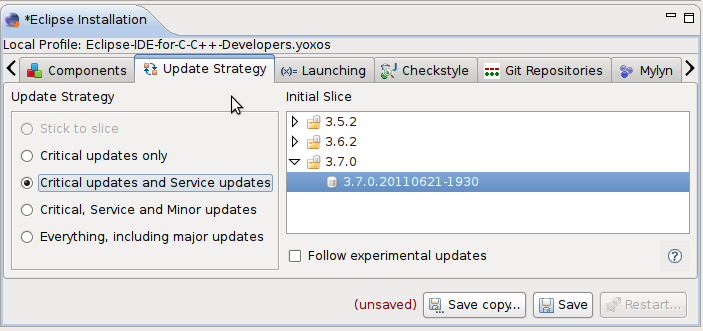 *Eclipse Installation
Local Profile: Eclipse-IDE-for-C-C++-Developers.yoxos
Components Update Strategy (x)= Launching Checkstyle Git Repositories Mylyn
Update Strategy
Stick to slice
Critical updates only
Critical updates and Service updates
Critical, Service and Minor updates
Everything, including major updates
Initial Slice
3.5.2
3.6.2
3.7.0
3.7.0.20110621-1930
Follow experimental updates
(unsaved) Save copy... Save Restart...